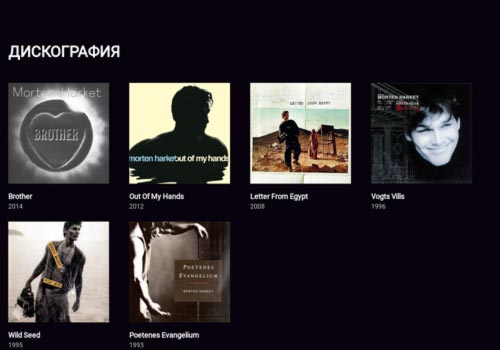 ДИСКОГРАФИЯ
Morten Harket
BROTHER
morten harket out of my hands
LETTER FROM EGYPT
MORTEN HARKET
POETENES
EVANGELIUM
MORTEN HARKET
Brother
2014
Out Of My Hands
2012
Letter From Egypt
2008
Vogts Villa
1996
Wild Seed
1995
Poetenes Evangelium
1993